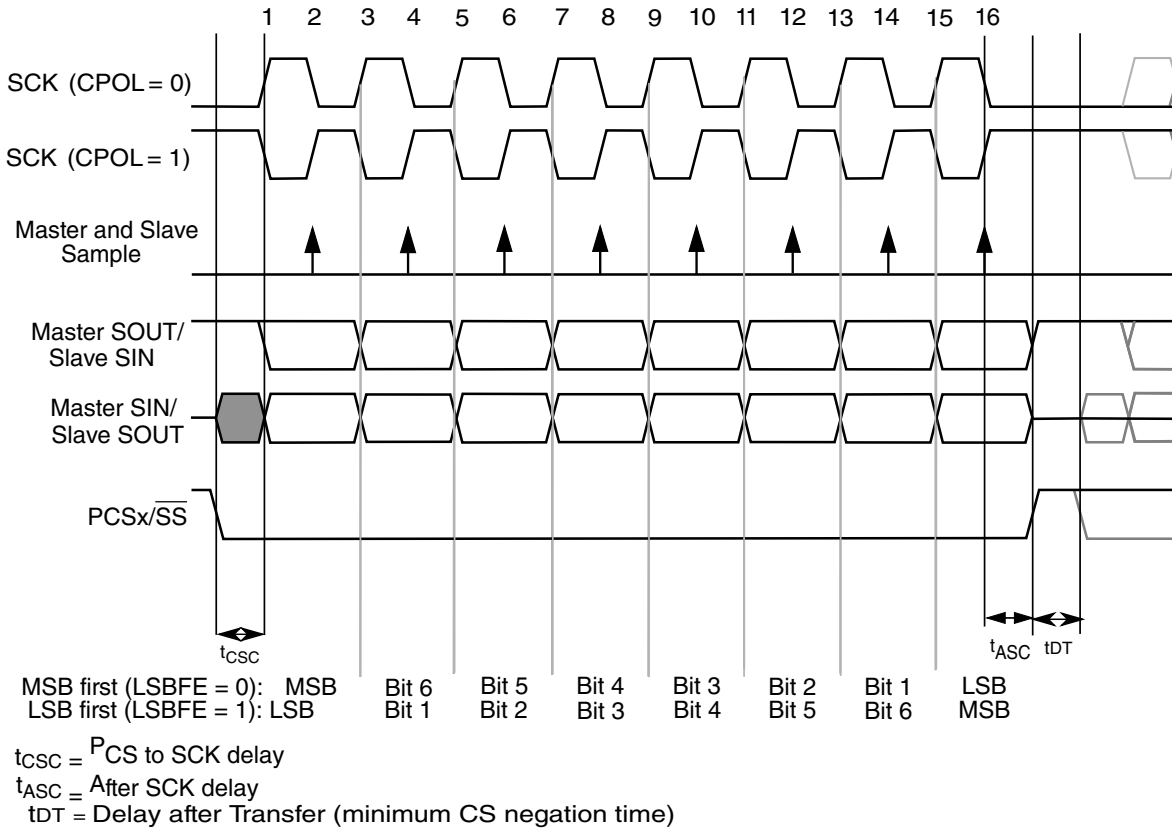 1 2 3 4 5 6 7 8 9 10 11 12 13 14 15 16
SCK (CPOL = 0)
SCK (CPOL = 1)
Master and Slave
Sample
Master SOUT/
Slave SIN
Master SIN/
Slave SOUT
PCSx/SS
tCSC
tASC tDT
MSB first (LSBFE = 0): MSB Bit 6 Bit 5 Bit 4 Bit 3 Bit 2 Bit 1 LSB
LSB first (LSBFE = 1): LSB Bit 1 Bit 2 Bit 3 Bit 4 Bit 5 Bit 6 MSB
tCSC = PCS to SCK delay
tASC = After SCK delay
tDT = Delay after Transfer (minimum CS negation time)